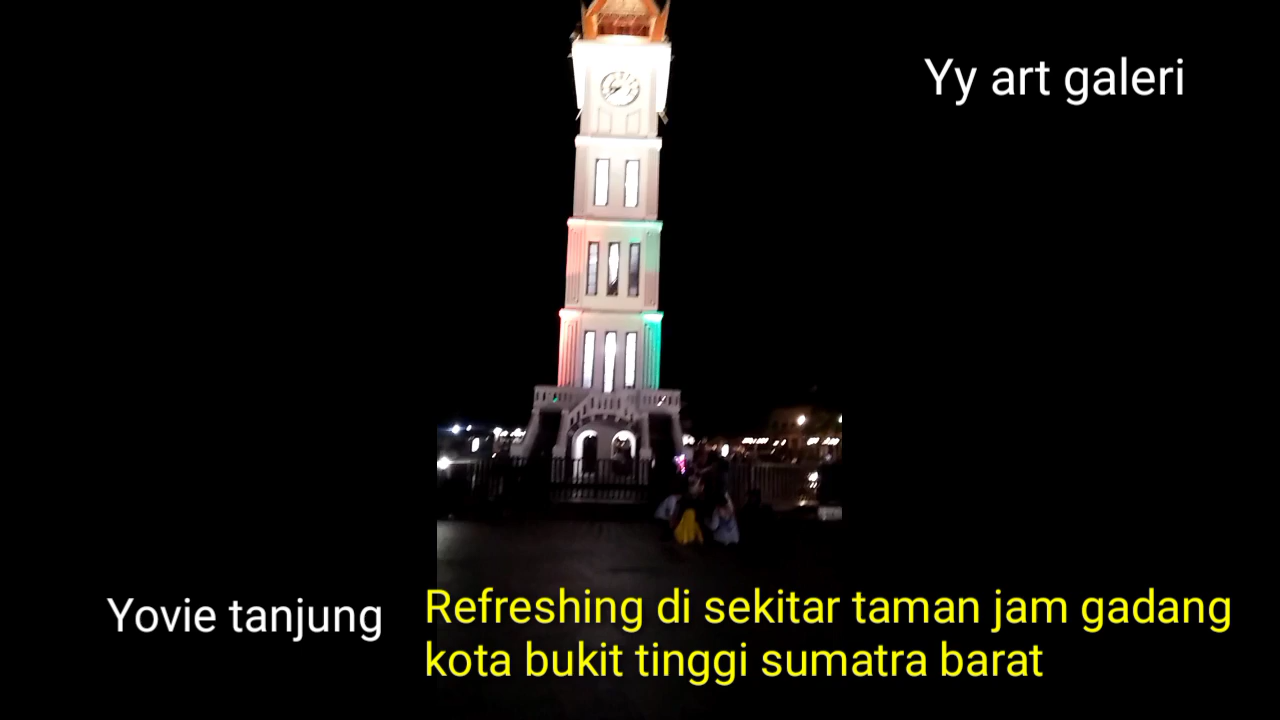 Yy art galeri
Yovie tanjung
Refreshing di sekitar taman jam gadang
kota bukit tinggi sumatra barat